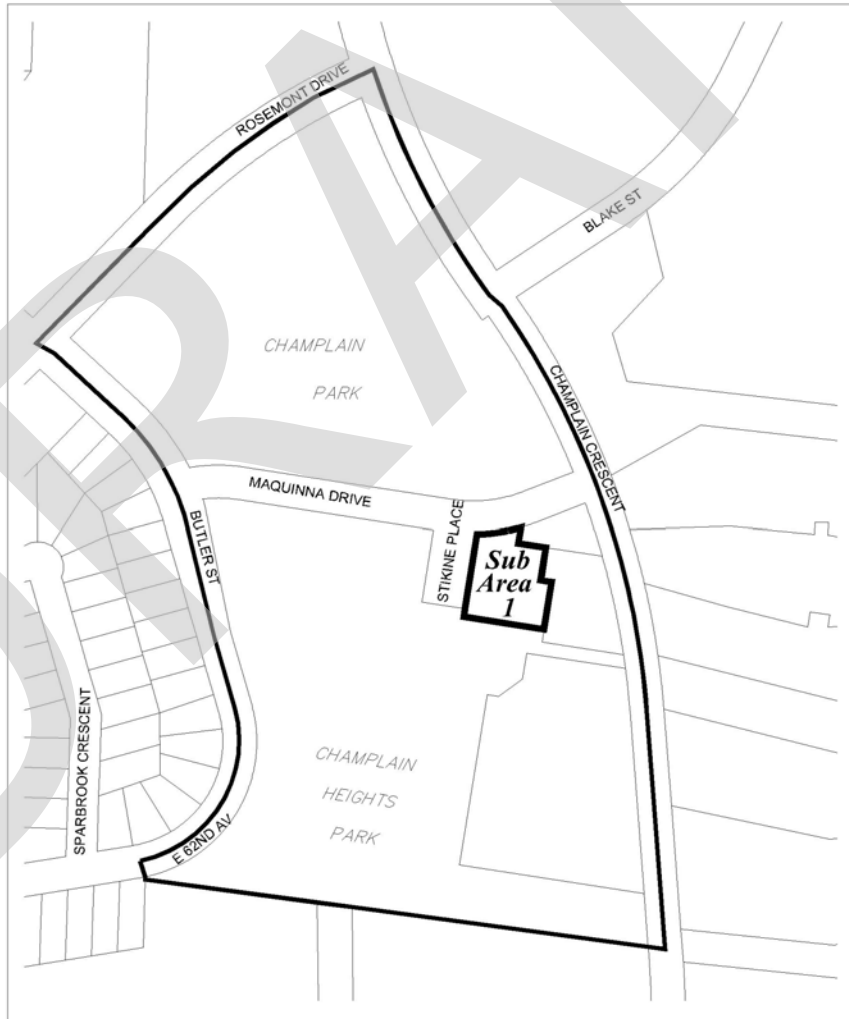 ROSEMONT DRIVE
BLAKE ST
CHAMPLAIN
PARK
CHAMPLAIN CRESCENT
MAQUINNA DRIVE
BUTLER ST
STIKINE PLACE
Sub
Area
1
SPARBROOK CRESCENT
CHAMPLAIN
HEIGHTS
PARK
E 62ND AV
DRAFT